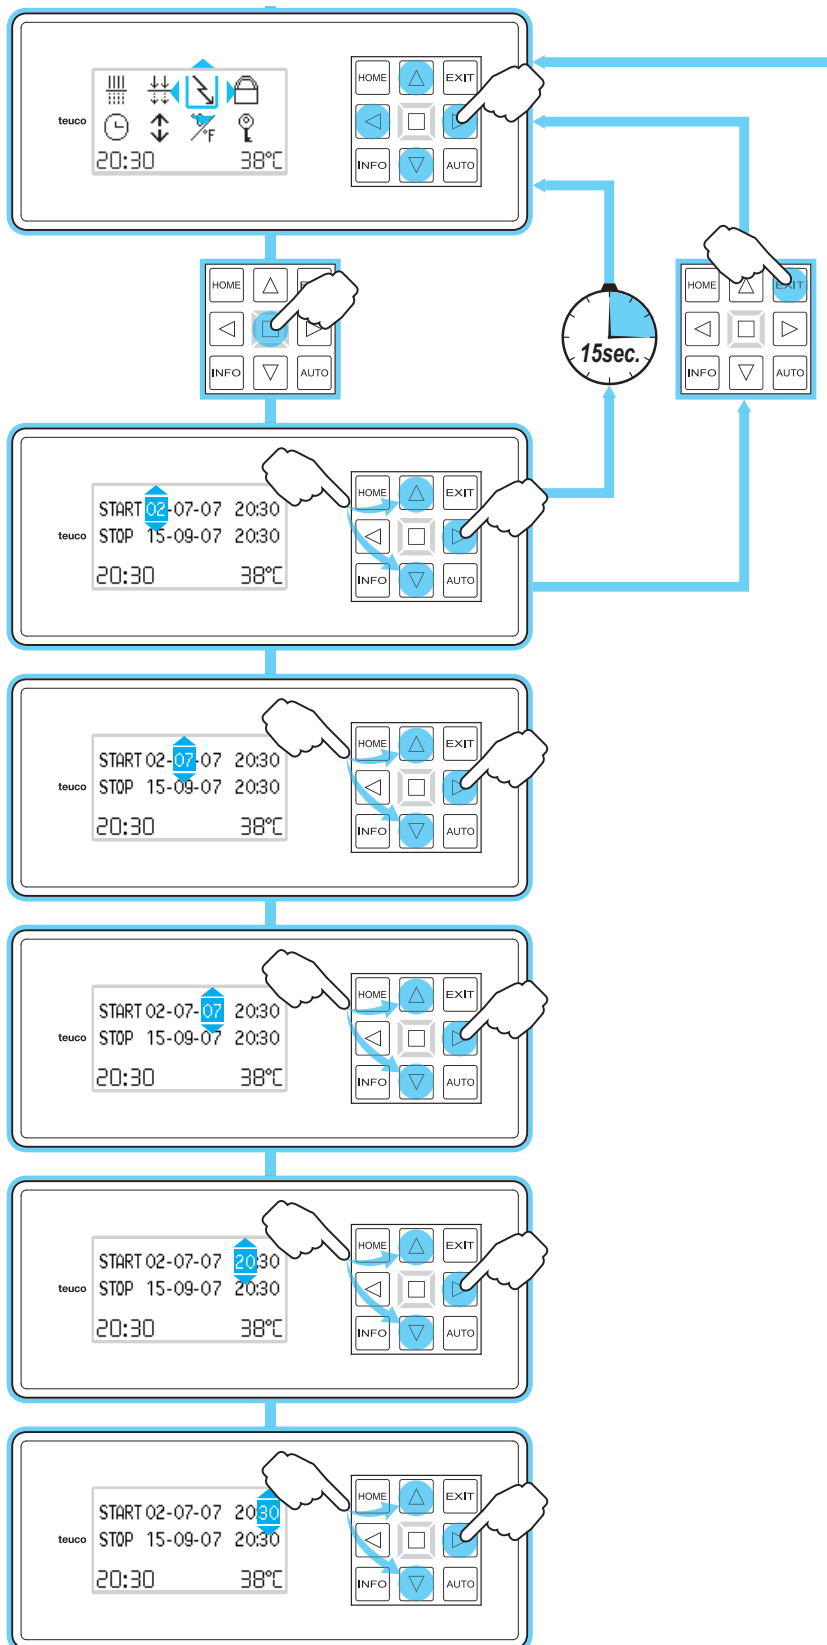 HOME EXIT
°C/°F
teuco
20:30 38°C
INFO AUTO
HOME
INFO AUTO
15sec.
HOME EXIT
INFO AUTO
START 02-07-07 20:30
STOP 15-09-07 20:30
20:30 38°C
teuco
HOME EXIT
INFO AUTO
START 02-07-07 20:30
STOP 15-09-07 20:30
20:30 38°C
teuco
HOME EXIT
INFO AUTO
START 02-07-07 20:30
STOP 15-09-07 20:30
20:30 38°C
teuco
HOME EXIT
INFO AUTO
START 02-07-07 20:30
STOP 15-09-07 20:30
20:30 38°C
teuco
HOME EXIT
INFO AUTO
START 02-07-07 20:30
STOP 15-09-07 20:30
20:30 38°C
teuco
HOME EXIT
INFO AUTO